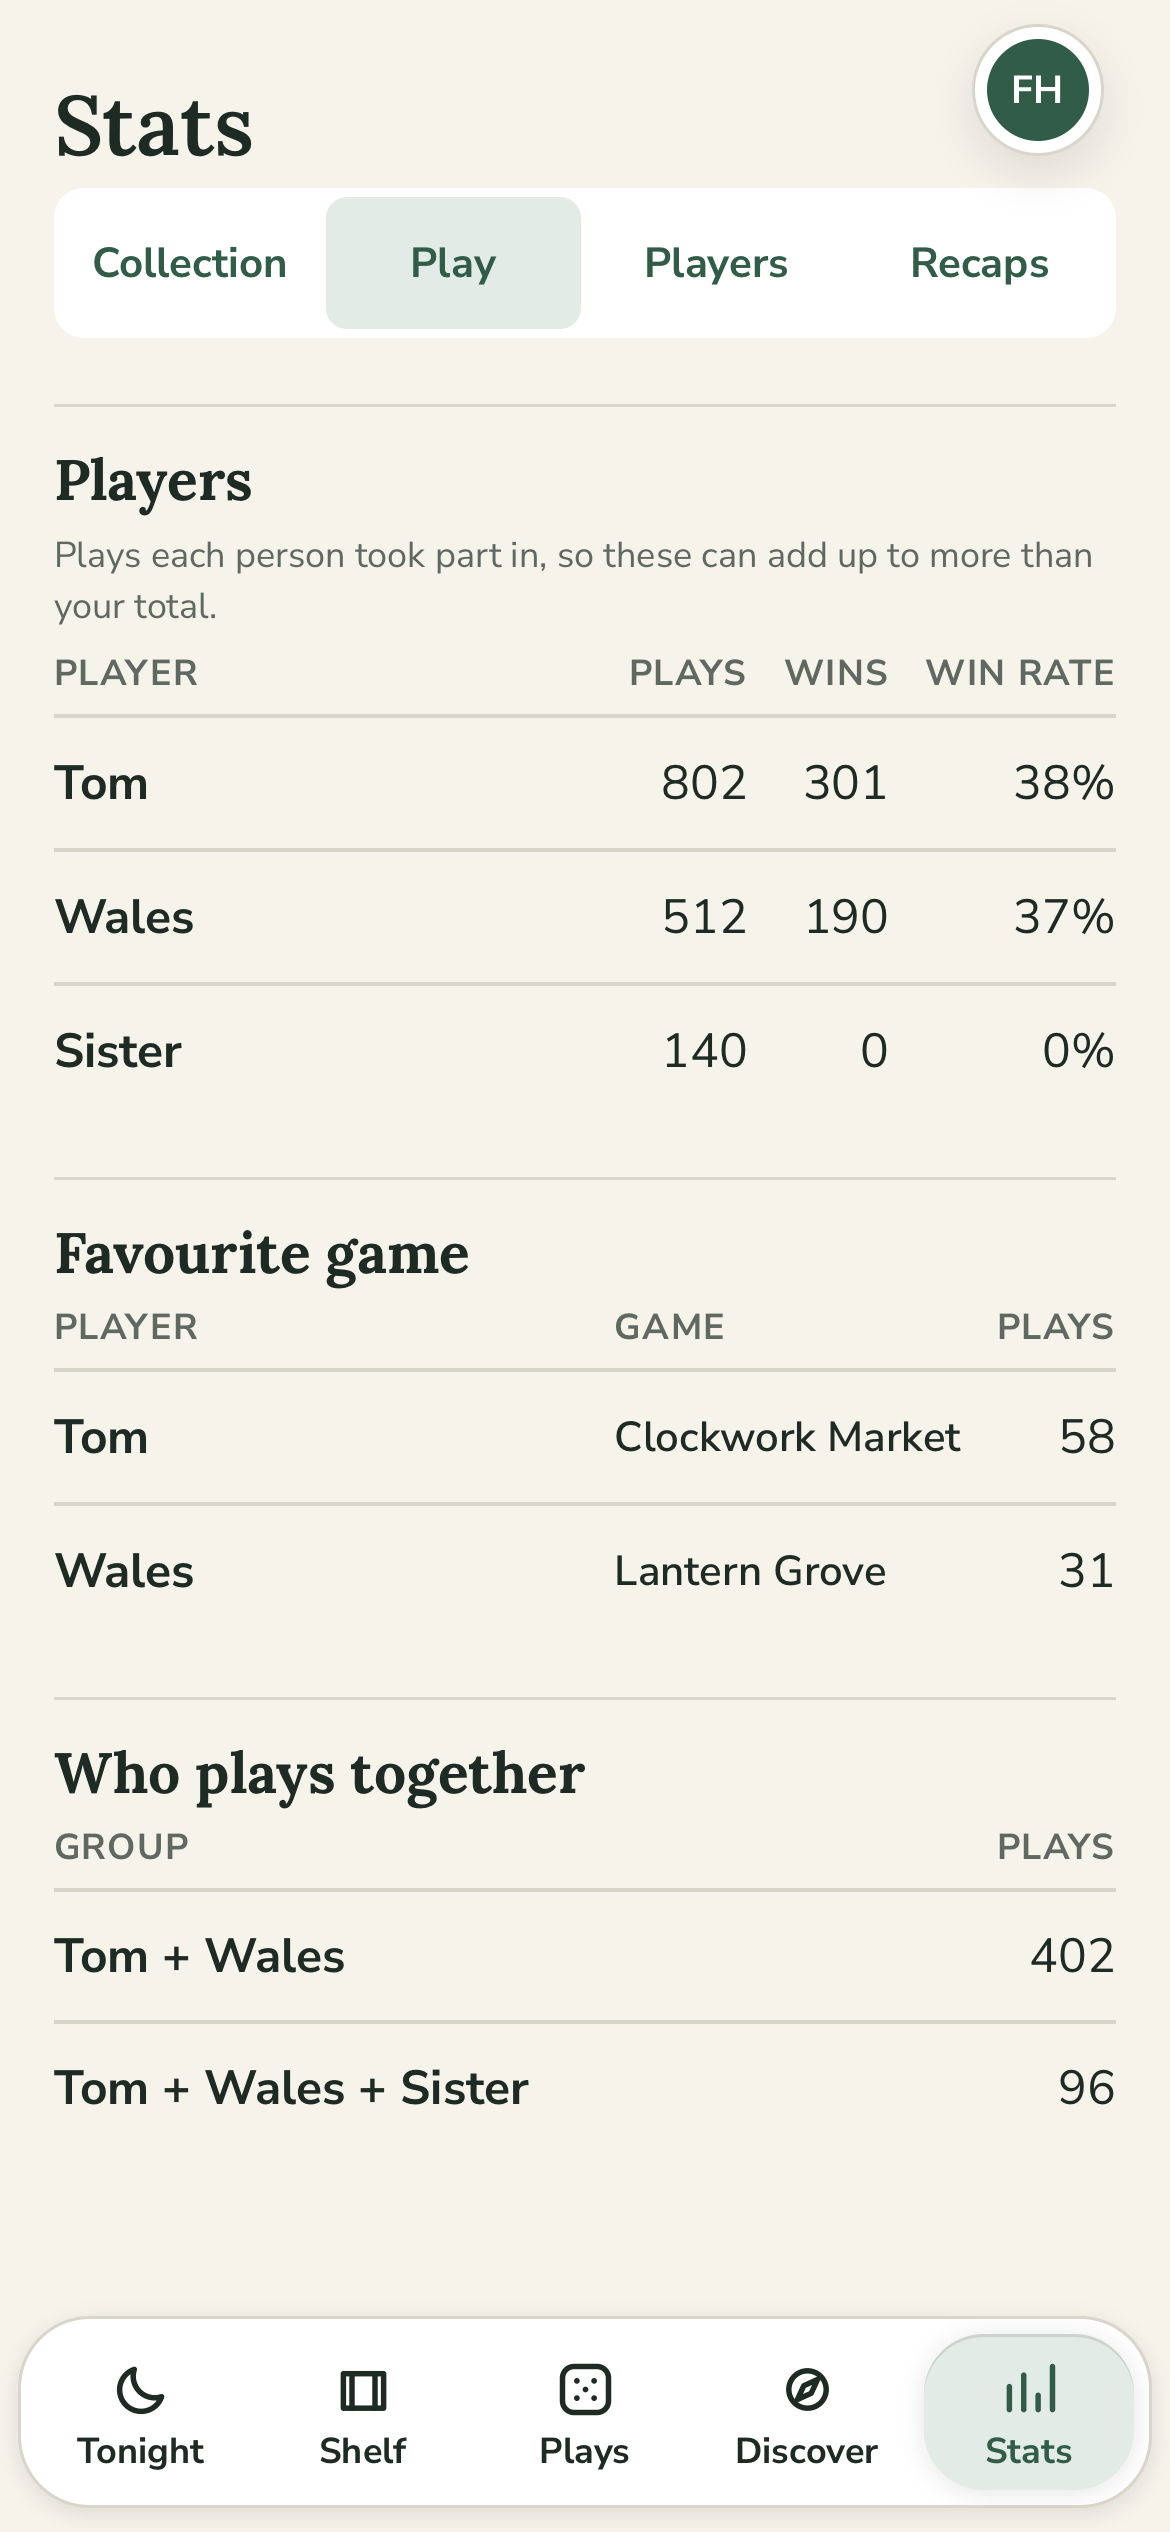 FH
Stats
Collection Play Players Recaps
Players
Plays each person took part in, so these can add up to more than
your total.
PLAYER PLAYS WINS WIN RATE
Tom 802 301 38%
Wales 512 190 37%
Sister 140 0 0%
Favourite game
PLAYER GAME PLAYS
Tom Clockwork Market 58
Wales Lantern Grove 31
Who plays together
GROUP PLAYS
Tom + Wales 402
Tom + Wales + Sister 96
Tonight Shelf Plays Discover Stats